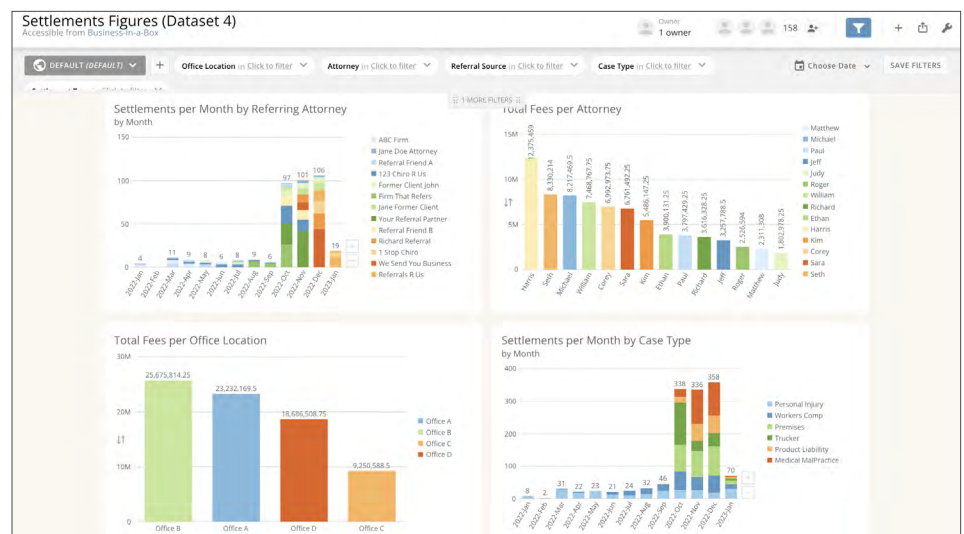 Settlements Figures (Dataset 4)
Accessible from Business-in-a-Box
Owner
1 owner
158
DEFAULT (DEFAULT)
Office Location in Click to filter
Attorney in Click to filter
Referral Source in Click to filter
Case Type in Click to filter
Choose Date
SAVE FILTERS
1 MORE FILTERS
Settlements per Month by Referring Attorney
by Month
150
100
50
0
4
11
9
8
6
8
9
6
97
101
106
19
2022-Jan
2022-Feb
2022-Mar
2022-Apr
2022-May
2022-Jun
2022-Jul
2022-Aug
2022-Sep
2022-Oct
2022-Nov
2022-Dec
2023-Jan
ABC Firm
Jane Doe Attorney
Referral Friend A
123 Chiro R Us
Former Client John
Firm That Refers
Jane Former Client
Your Referral Partner
Referral Friend B
Richard Referral
1 Stop Chiro
We Send You Business
Referrals R Us
Total Fees per Attorney
15M
10M
5M
0
12,375,459
8,330,214
8,217,469.5
7,468,767.75
6,992,973.75
6,761,492.25
5,486,147.25
3,900,131.25
3,797,429.25
3,616,328.25
3,257,788.5
2,526,594
2,311,308
1,802,978.25
Harris
Seth
Michael
William
Corey
Sara
Kim
Ethan
Paul
Richard
Jeff
Roger
Matthew
Judy
Matthew
Michael
Paul
Jeff
Judy
Roger
William
Richard
Ethan
Harris
Kim
Corey
Sara
Seth
Total Fees per Office Location
30M
20M
10M
0
25,675,814.25
23,232,169.5
18,686,508.75
9,250,588.5
Office B
Office A
Office D
Office C
Office A
Office B
Office C
Office D
Settlements per Month by Case Type
by Month
400
300
200
100
0
8
2
31
22
23
21
24
32
46
338
336
358
70
2022-Jan
2022-Feb
2022-Mar
2022-Apr
2022-May
2022-Jun
2022-Jul
2022-Aug
2022-Sep
2022-Oct
2022-Nov
2022-Dec
2023-Jan
Personal Injury
Workers Comp
Premises
Trucker
Product Liability
Medical MalPractice